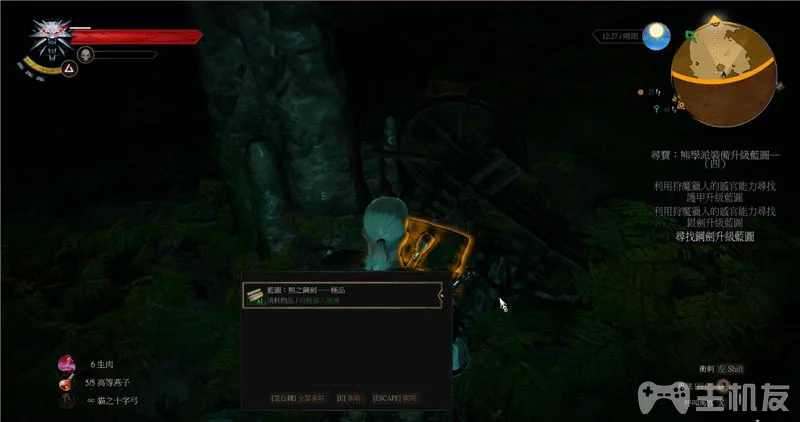 12:27 / 晴朗
27
43
尋寶：熊學派裝備升級藍圖—
（四）
利用狩魔獵人的感官能力尋找
護甲升級藍圖
利用狩魔獵人的感官能力尋找
銀劍升級藍圖
尋找鋼劍升級藍圖
藍圖：熊之鋼劍——極品
x1 消耗物品 / 狩魔獵人裝備
[空白鍵] 全部拿取 [E] 拿取 [ESCAPE] 關閉
6 生肉
5/5 高等燕子
∞ 貓之十字弓
衝刺 左 Shift
X
主机友